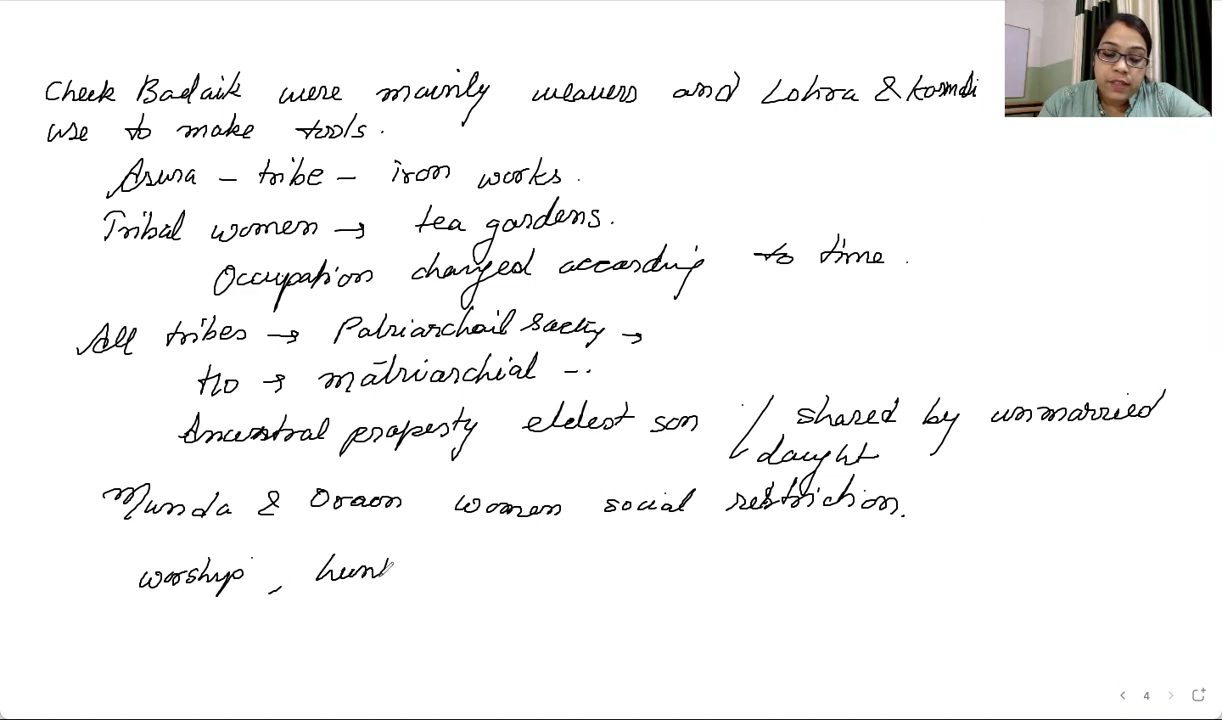 Cheek Badaik were mainly weavers and Lohra & Karmali
use to make tools.
Asura - tribe - iron works.
Tribal women → tea gardens.
Occupation changed according to time.
All tribes → Patriarchail Society →
Ho → matriarchial - .
Ancestral property eldest son / shared by unmarried
daught
Munda & Oraon women social restriction.
worship, hunt
4